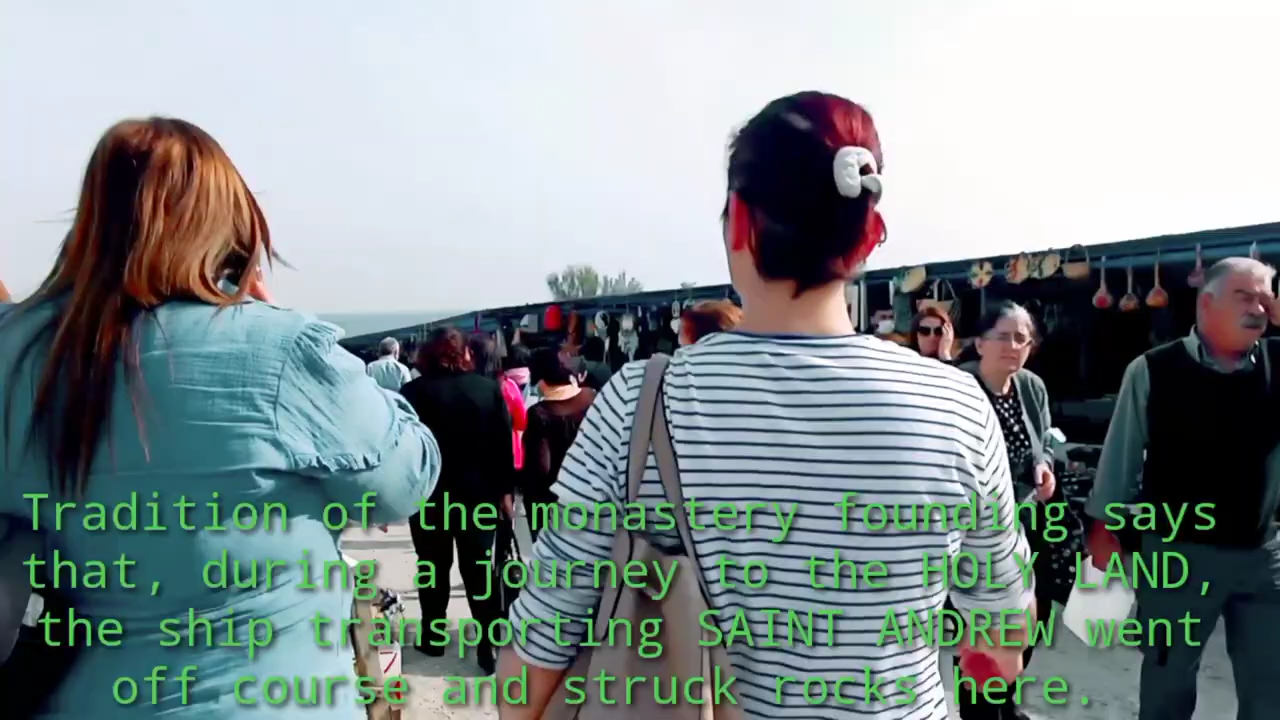 Tradition of the monastery founding says
that, during a journey to the HOLY LAND,
the ship transporting SAINT ANDREW went
off course and struck rocks here.